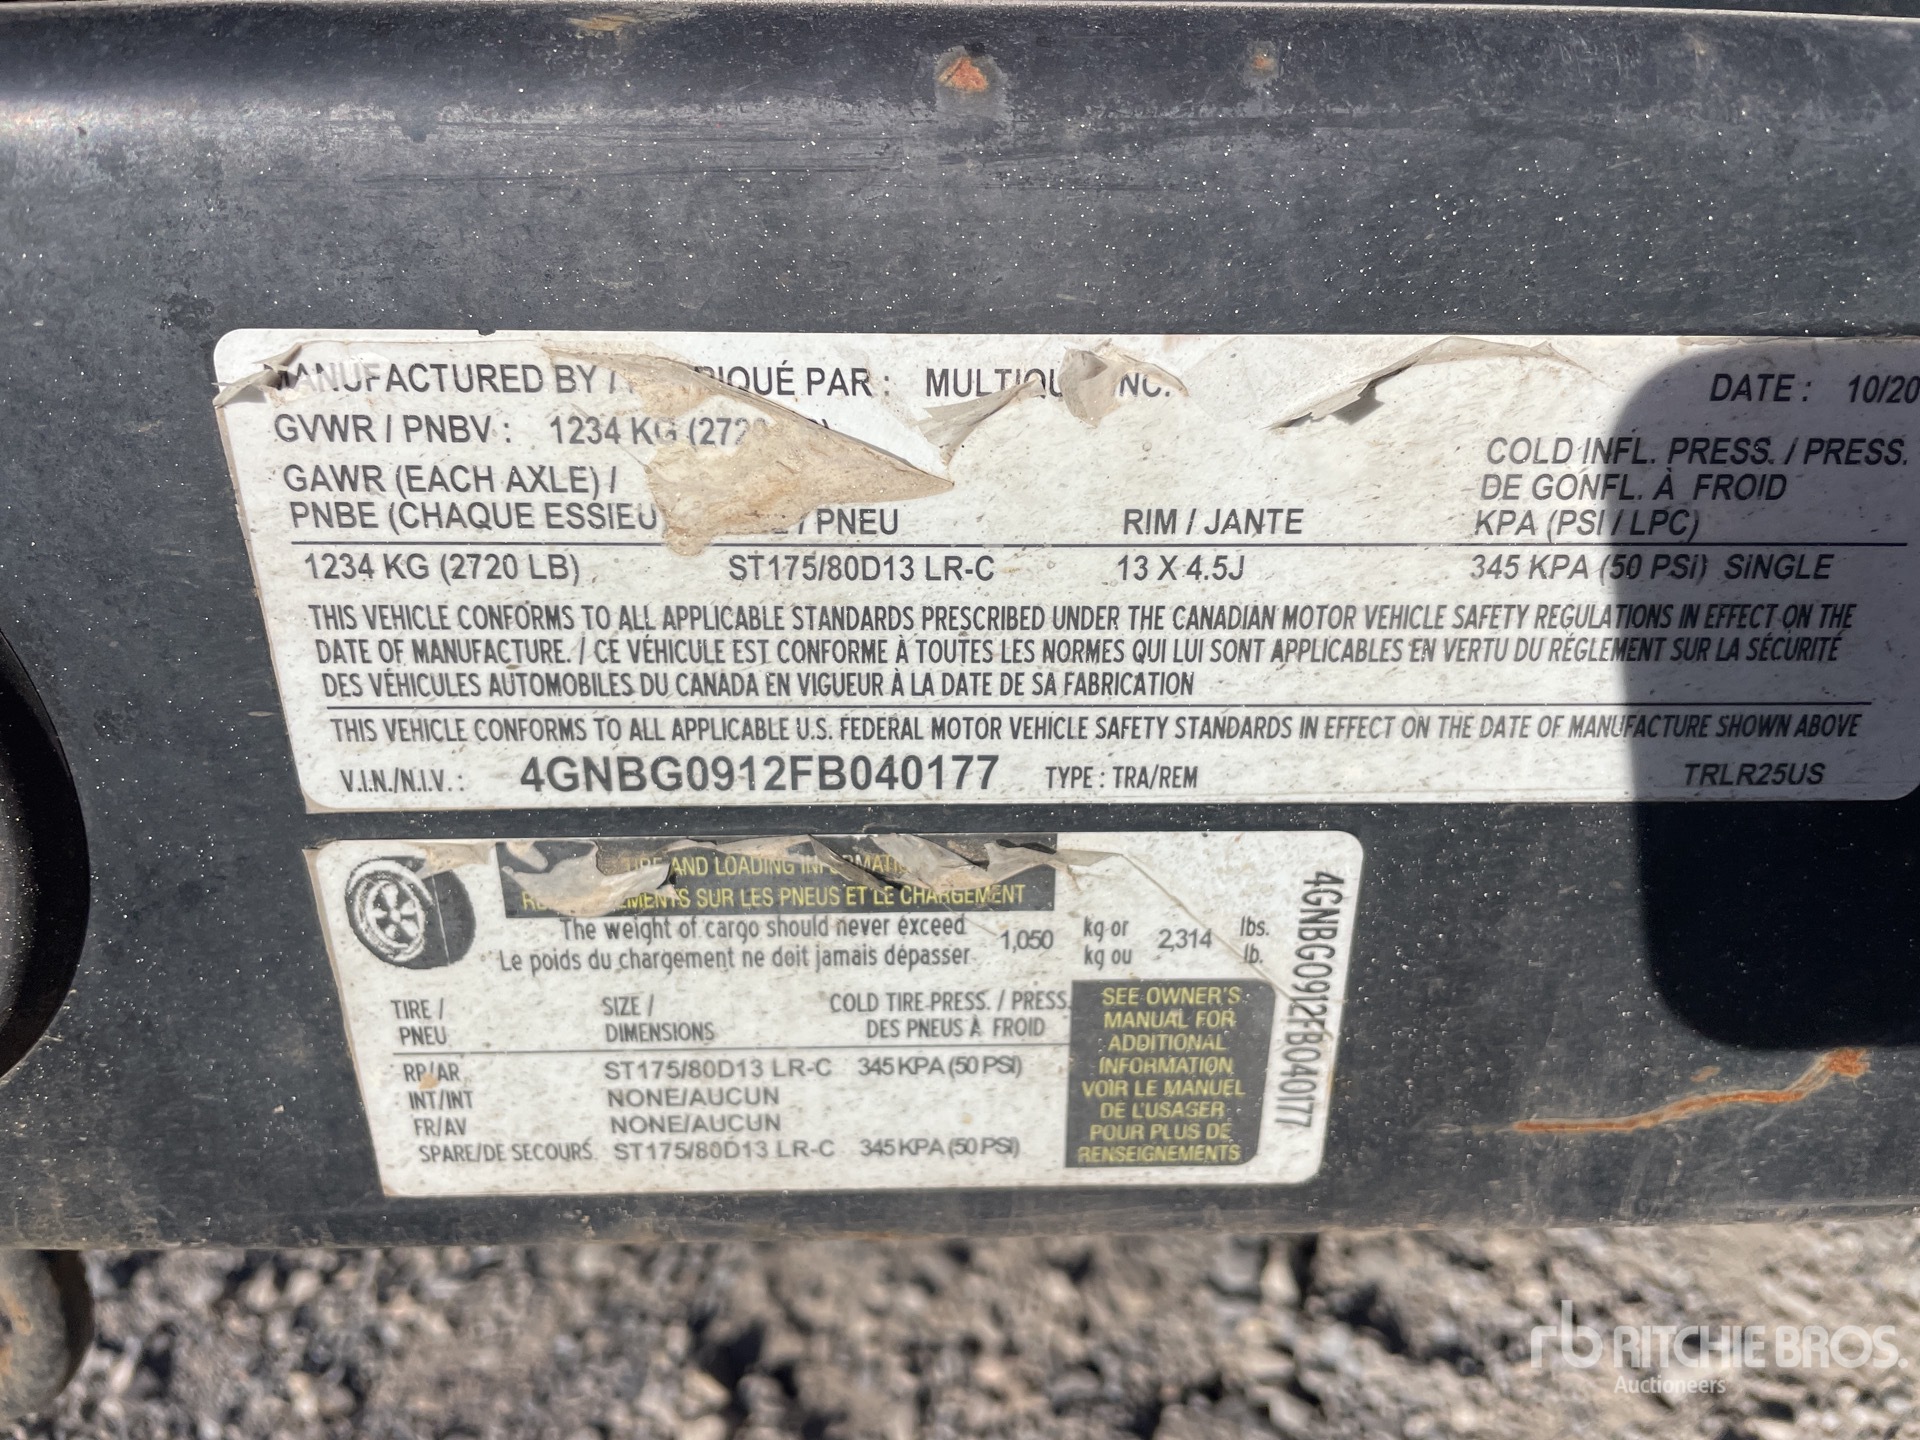 MANUFACTURED BY / PAR : MULTIQU INC.
DATE : 10/20
GVWR / PNBV : 1234 KG (272
GAWR (EACH AXLE) /
PNBE (CHAQUE ESSIEU / PNEU
RIM / JANTE
COLD INFL. PRESS. / PRESS.
DE GONFL. À FROID
KPA (PSI / LPC)
1234 KG (2720 LB) ST175/80D13 LR-C 13 X 4.5J 345 KPA (50 PSI) SINGLE
THIS VEHICLE CONFORMS TO ALL APPLICABLE STANDARDS PRESCRIBED UNDER THE CANADIAN MOTOR VEHICLE SAFETY REGULATIONS IN EFFECT ON THE
DATE OF MANUFACTURE. / CE VÉHICULE EST CONFORME À TOUTES LES NORMES QUI LUI SONT APPLICABLES EN VERTU DU RÉGLEMENT SUR LA SÉCURITÉ
DES VÉHICULES AUTOMOBILES DU CANADA EN VIGUEUR À LA DATE DE SA FABRICATION
THIS VEHICLE CONFORMS TO ALL APPLICABLE U.S. FEDERAL MOTOR VEHICLE SAFETY STANDARDS IN EFFECT ON THE DATE OF MANUFACTURE SHOWN ABOVE
V.I.N./N.I.V. : 4GNBG0912FB040177 TYPE : TRA/REM TRLR25US
TIRE AND LOADING INFORMATION
SUR LES PNEUS ET LE CHARGEMENT
The weight of cargo should never exceed
Le poids du chargement ne doit jamais dépasser
1,050
kg or
kg ou
2,314
lbs.
lb.
TIRE /
PNEU
SIZE /
DIMENSIONS
COLD TIRE PRESS. / PRESS.
DES PNEUS À FROID
RP/AR ST175/80D13 LR-C 345 KPA (50 PSI)
INT/INT NONE/AUCUN
FR/AV NONE/AUCUN
SPARE/DE SECOURS ST175/80D13 LR-C 345 KPA (50 PSI)
SEE OWNER'S
MANUAL FOR
ADDITIONAL
INFORMATION
VOIR LE MANUEL
DE L'USAGER
POUR PLUS DE
RENSEIGNEMENTS
4GNBG0912FB040177
rb RITCHIE BROS.
Auctioneers